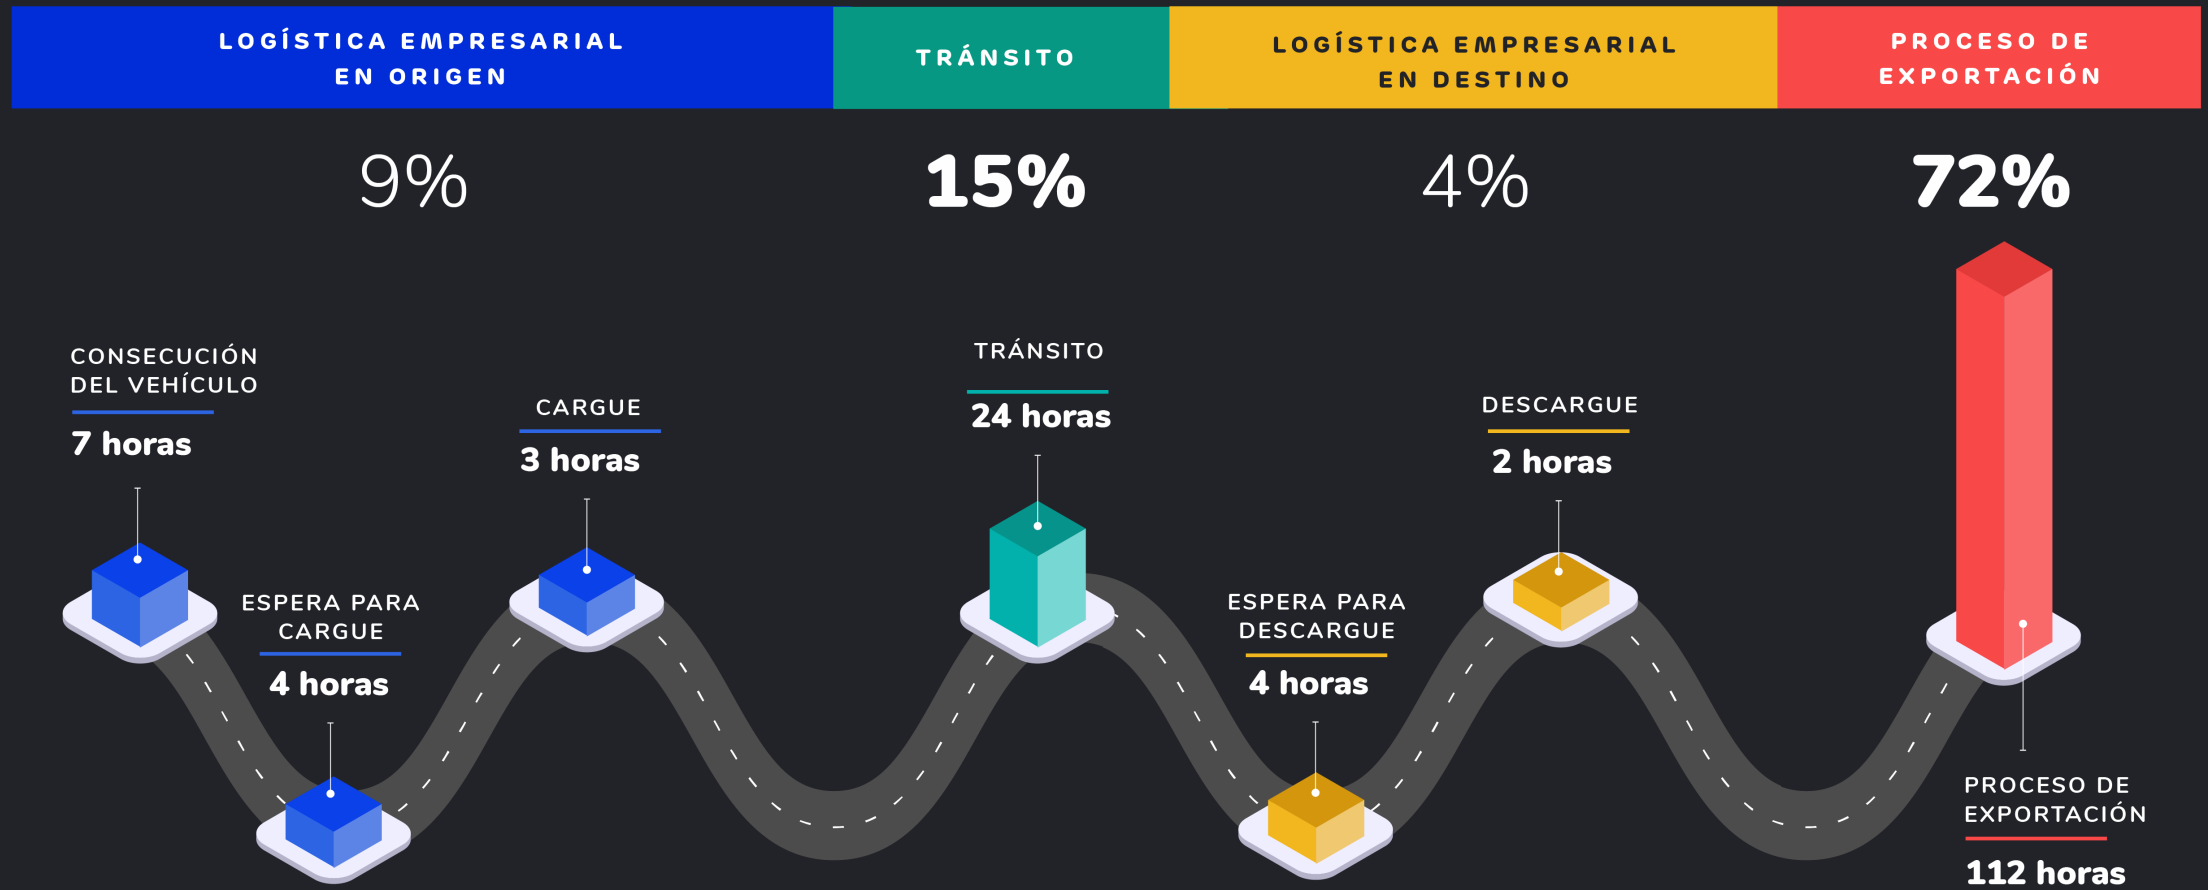 LOGÍSTICA EMPRESARIAL
EN ORIGEN
TRÁNSITO
LOGÍSTICA EMPRESARIAL
EN DESTINO
PROCESO DE
EXPORTACIÓN
9%
15%
4%
72%
CONSECUCIÓN
DEL VEHÍCULO
7 horas
ESPERA PARA
CARGUE
4 horas
CARGUE
3 horas
TRÁNSITO
24 horas
ESPERA PARA
DESCARGUE
4 horas
DESCARGUE
2 horas
PROCESO DE
EXPORTACIÓN
112 horas